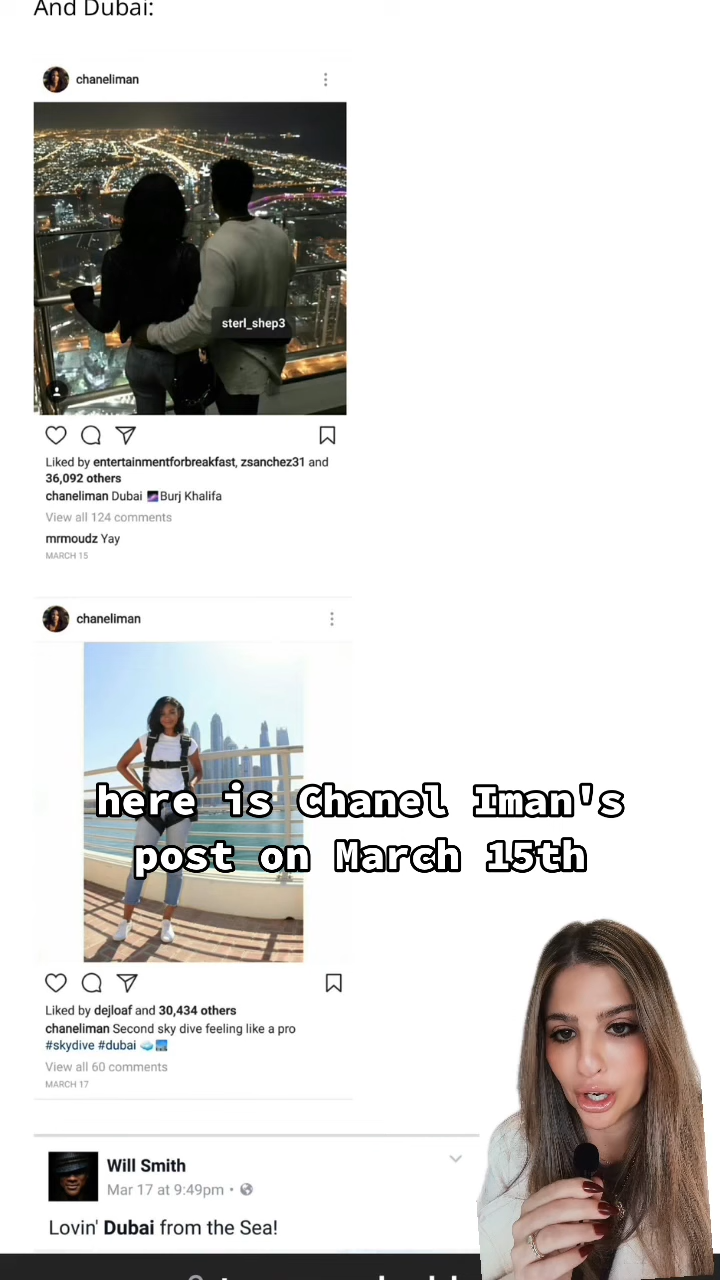 And Dubai:
chaneliman
sterl_shep3
Liked by entertainmentforbreakfast, zsanchez31 and
36,092 others
chaneliman Dubai 🌌Burj Khalifa
View all 124 comments
mrmoudz Yay
MARCH 15
chaneliman
here is Chanel Iman's
post on March 15th
Liked by dejloaf and 30,434 others
chaneliman Second sky dive feeling like a pro
#skydive #dubai
View all 60 comments
MARCH 17
Will Smith
Mar 17 at 9:49pm •
Lovin' Dubai from the Sea!